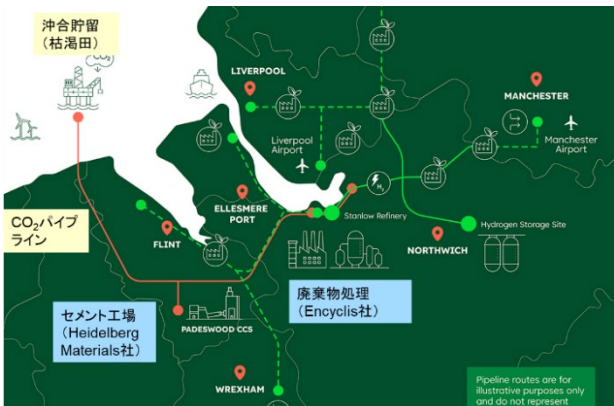 沖合貯留
（枯渇田）
CO₂
LIVERPOOL
MANCHESTER
Liverpool
Airport
Manchester
Airport
H₂
ELLESMERE
PORT
Stanlow Refinery
Hydrogen Storage Site
CO₂パイプ
ライン
FLINT
NORTHWICH
セメント工場
（Heidelberg
Materials社）
PADESWOOD CCS
廃棄物処理
（Encyclis社）
WREXHAM
Pipeline routes are for
illustrative purposes only
and do not represent